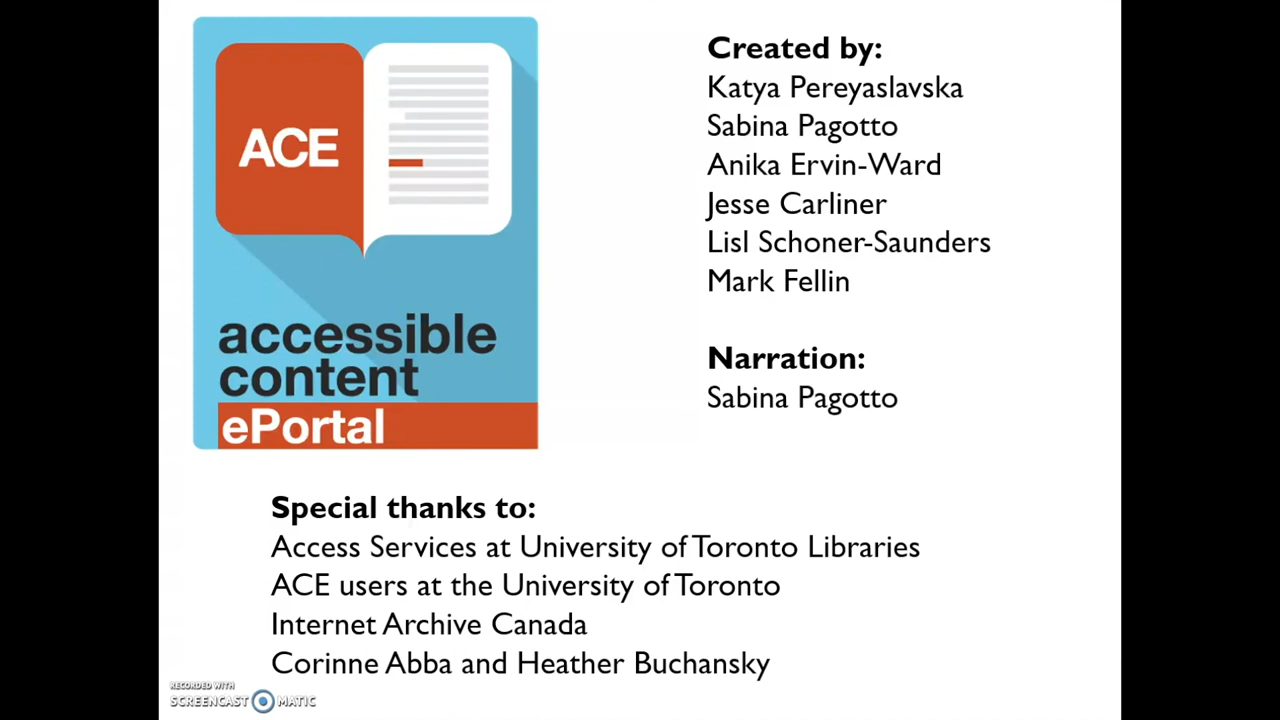 ACE
accessible
content
ePortal
Created by:
Katya Pereyaslavska
Sabina Pagotto
Anika Ervin-Ward
Jesse Carliner
Lisl Schoner-Saunders
Mark Fellin
Narration:
Sabina Pagotto
Special thanks to:
Access Services at University of Toronto Libraries
ACE users at the University of Toronto
Internet Archive Canada
Corinne Abba and Heather Buchansky
RECORDED WITH
SCREENCAST MATIC